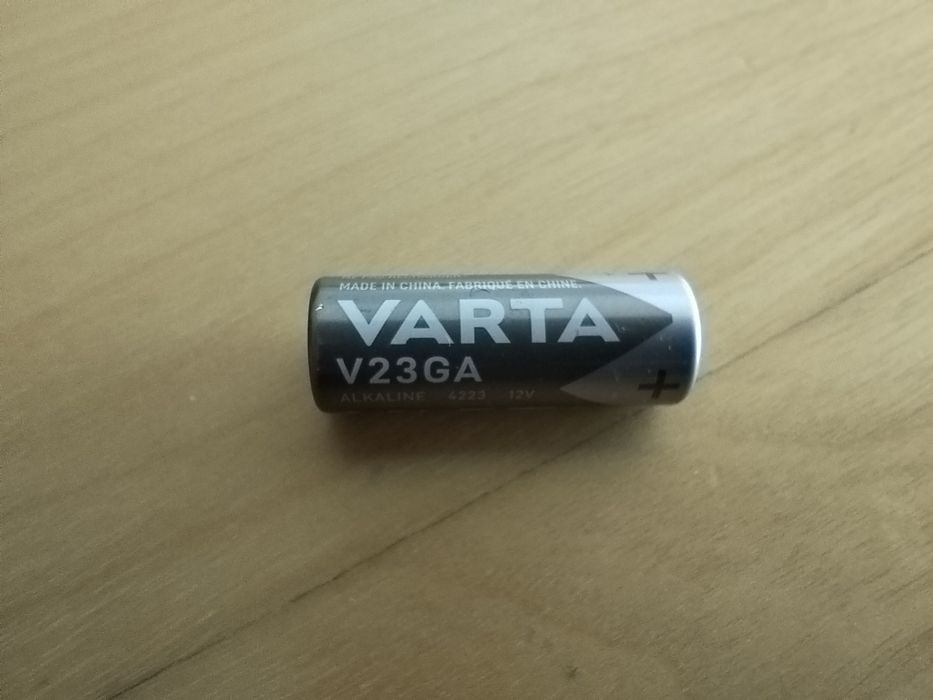 MADE IN CHINA. FABRIQUÉ EN CHINE
VARTA
V23GA
ALKALINE 4223 12V
+
+